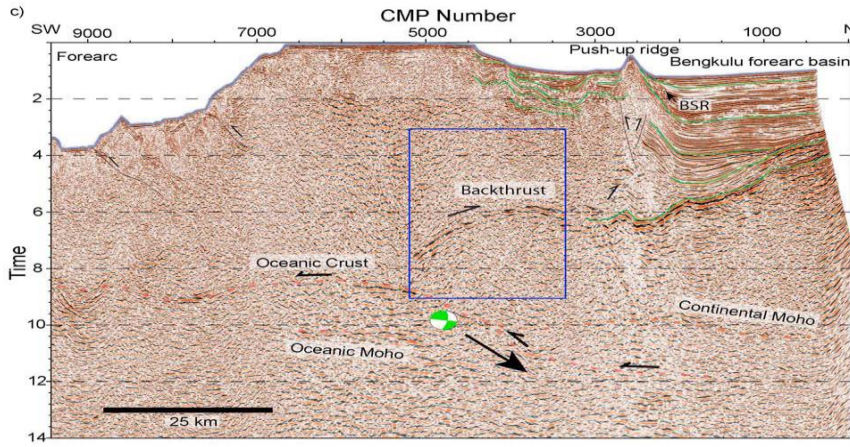 c)
CMP Number
SW 9000 7000 5000 3000 1000 N
Forearc
Push-up ridge
Bengkulu forearc basin
BSR
2
4
Backthrust
6
Time
8
Oceanic Crust
10
Continental Moho
Oceanic Moho
12
25 km
14